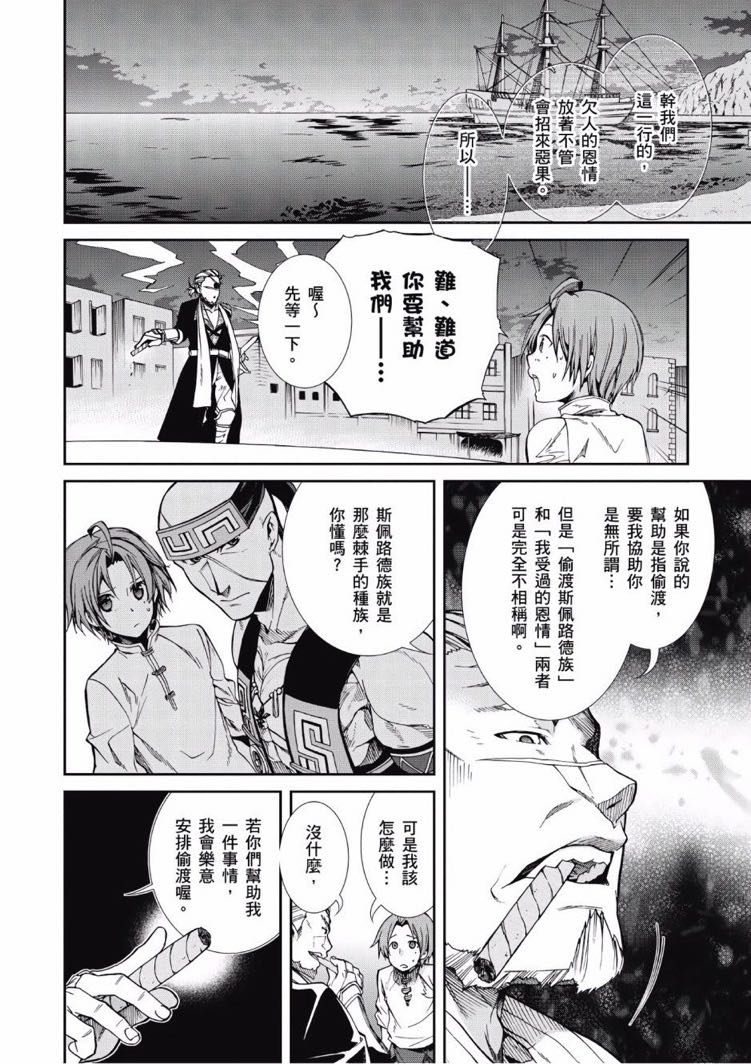 幹我們
這一行的，
欠人的恩情
放著不管
會招來惡果。
所以——…
難、難道
你要幫助
我們——…
喔～
先等一下。
如果你說的
幫助是指偷渡，
要我協助你
是無所謂…
但是「偷渡斯佩路德族」
和「我受過的恩情」兩者
可是完全不相稱啊。
斯佩路德族就是
那麼棘手的種族，
你懂嗎？
可是我該
怎麼做…
沒什麼，
若你們幫助我
一件事情，
我會樂意
安排偷渡喔。